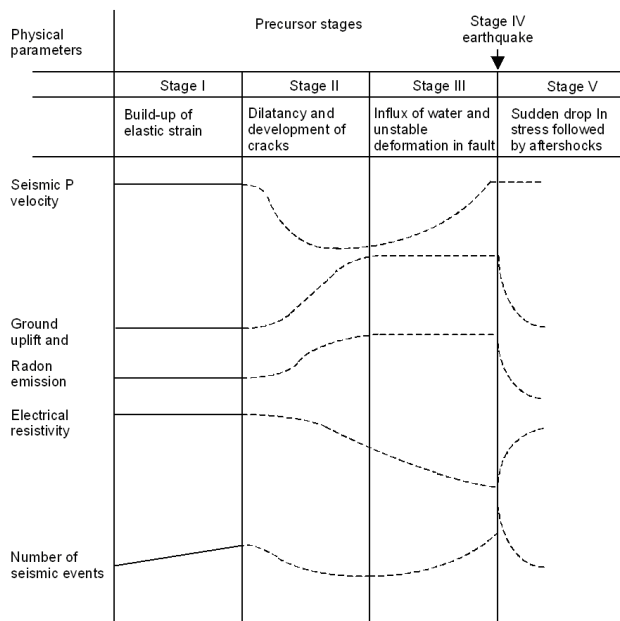 Physical
parameters
Precursor stages
Stage IV
earthquake
Stage I
Stage II
Stage III
Stage V
Build-up of
elastic strain
Dilatancy and
development of
cracks
Influx of water and
unstable
deformation in fault
Sudden drop In
stress followed
by aftershocks
Seismic P
velocity
Ground
uplift and
Radon
emission
Electrical
resistivity
Number of
seismic events